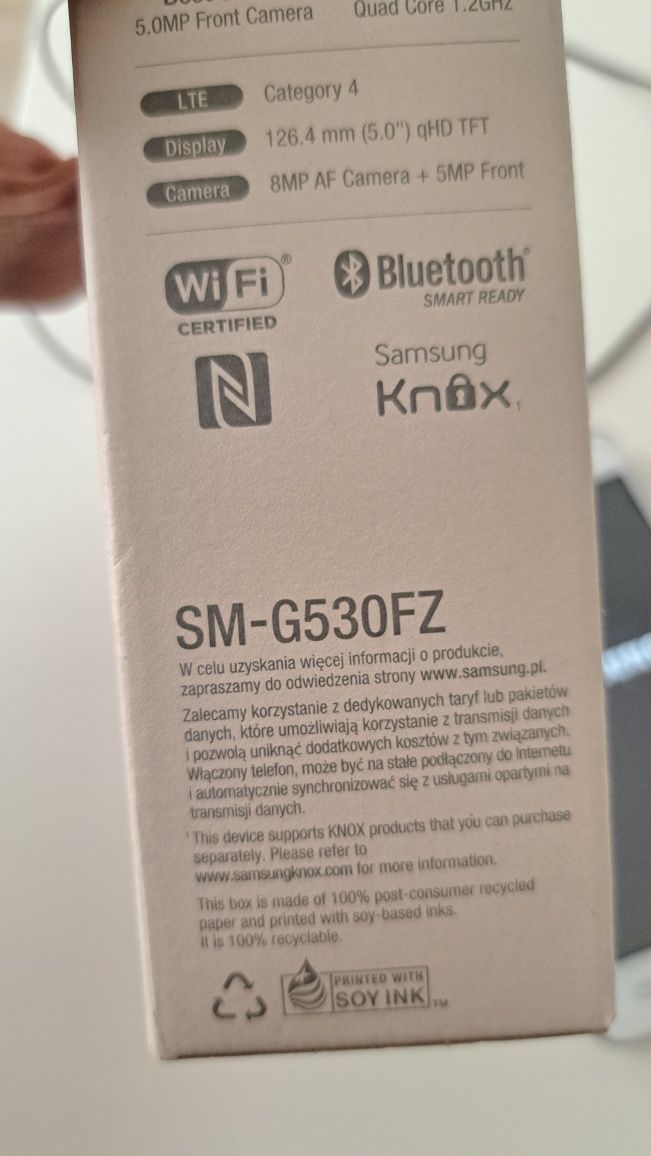 5.0MP Front Camera
Quad Core 1.2GHz
LTE Category 4
Display 126.4 mm (5.0") qHD TFT
Camera 8MP AF Camera + 5MP Front
Wi Fi® Bluetooth®
CERTIFIED SMART READY
N Samsung
Knox 1
SM-G530FZ
W celu uzyskania więcej informacji o produkcie,
zapraszamy do odwiedzenia strony www.samsung.pl.
Zalecamy korzystanie z dedykowanych taryf lub pakietów
danych, które umożliwiają korzystanie z transmisji danych
i pozwolą uniknąć dodatkowych kosztów z tym związanych.
Włączony telefon, może być na stałe podłączony do Internetu
i automatycznie synchronizować się z usługami opartymi na
transmisji danych.
¹ This device supports KNOX products that you can purchase
separately. Please refer to
www.samsungknox.com for more information.
This box is made of 100% post-consumer recycled
paper and printed with soy-based inks.
It is 100% recyclable.
PRINTED WITH
SOY INK TM